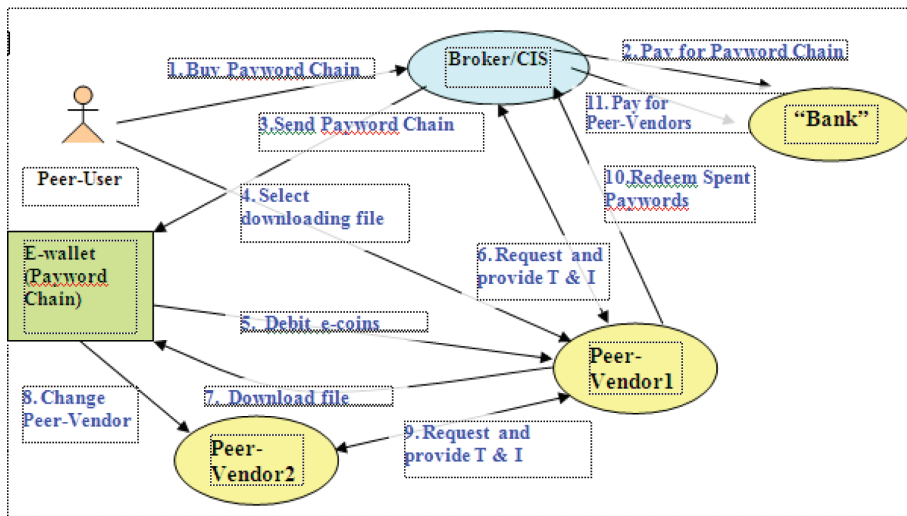 1. Buy Payword Chain
Broker/CIS
2. Pay for Payword Chain
11. Pay for
Peer-Vendors
“Bank”
3.Send Payword Chain
Peer-User
4. Select
downloading file
10.Redeem Spent
Paywords
E-wallet
(Payword
Chain)
6. Request and
provide T & I
5. Debit e-coins
Peer-
Vendor1
7. Download file
8. Change
Peer-Vendor
Peer-
Vendor2
9. Request and
provide T & I